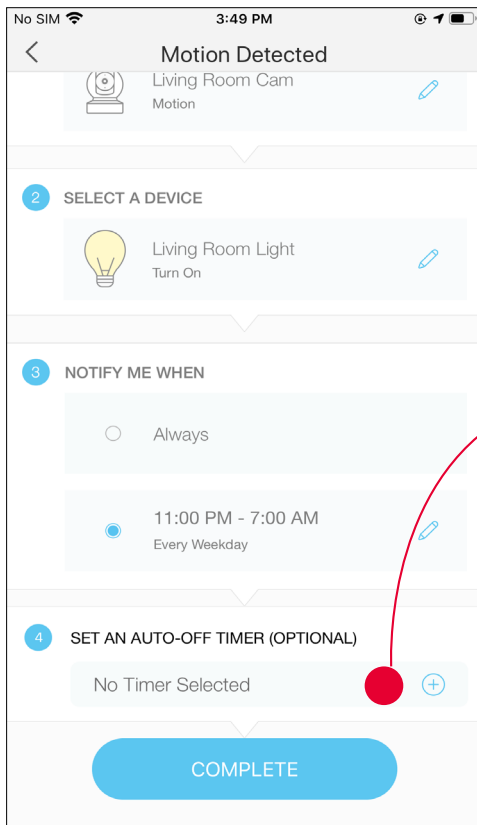 No SIM 3:49 PM
Motion Detected
Living Room Cam
Motion
2 SELECT A DEVICE
Living Room Light
Turn On
3 NOTIFY ME WHEN
Always
11:00 PM - 7:00 AM
Every Weekday
4 SET AN AUTO-OFF TIMER (OPTIONAL)
No Timer Selected
COMPLETE